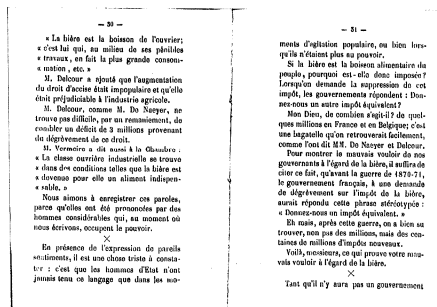 — 30 —
« La bière est la boisson de l'ouvrier;
« c'est lui qui, au milieu de ses pénibles
« travaux, en fait la plus grande consom-
« mation, etc. »
M. Delcour a ajouté que l'augmentation
du droit d'accise était impopulaire et qu'elle
était préjudiciable à l'industrie agricole.
M. Delcour, comme M. De Naeyer, ne
trouve pas difficile, par un remaniement, de
combler un déficit de 3 millions provenant
du dégrèvement de ce droit.
M. Vermeire a dit aussi à la Chambre :
« La classe ouvrière industrielle se trouve
« dans des conditions telles que la bière est
« devenue pour elle un aliment indispen-
« sable. »
Nous aimons à enregistrer ces paroles,
parce qu'elles ont été prononcées par des
hommes considérables qui, au moment où
nous écrivons, occupent le pouvoir.
×
En présence de l'expression de pareils
sentiments, il est une chose triste à consta-
ter : c'est que les hommes d'Etat n'ont
jamais tenu ce langage que dans les mo-
— 31 —
ments d'agitation populaire, ou bien lors-
qu'ils n'étaient plus au pouvoir.
Si la bière est la boisson alimentaire du
peuple, pourquoi est-elle donc imposée?
Lorsqu'on demande la suppression de cet
impôt, les gouvernements répondent : Don-
nez-nous un autre impôt équivalent?
Mon Dieu, de combien s'agit-il? de quel-
ques millions en France et en Belgique; c'est
une bagatelle qu'on retrouverait facilement,
comme l'ont dit MM. De Naeyer et Delcour.
Pour montrer le mauvais vouloir de nos
gouvernants à l'égard de la bière, il suffira de
citer ce fait, qu'avant la guerre de 1870-71,
le gouvernement français, à une demande
de dégrèvement sur l'impôt de la bière,
aurait répondu cette phrase stéréotype :
« Donnez-nous un impôt équivalent. »
Eh mais, après cette guerre, on a bien su
trouver, non pas des millions, mais des cen-
taines de millions d'impôts nouveaux.
Voilà, messieurs, ce qui prouve votre mau-
vais vouloir à l'égard de la bière.
×
Tant qu'il n'y aura pas un gouvernement